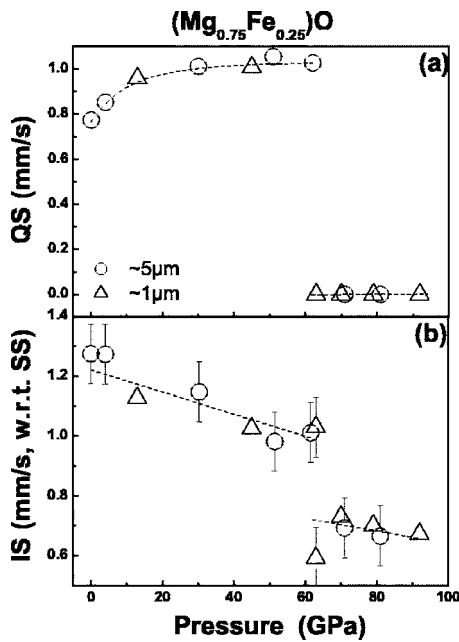 (Mg0.75Fe0.25)O
(a)
QS (mm/s)
1.0
0.8
0.6
0.4
0.2
0.0
~5μm
~1μm
1.4
(b)
IS (mm/s, w.r.t. SS)
1.2
1.0
0.8
0.6
0 20 40 60 80 100
Pressure (GPa)